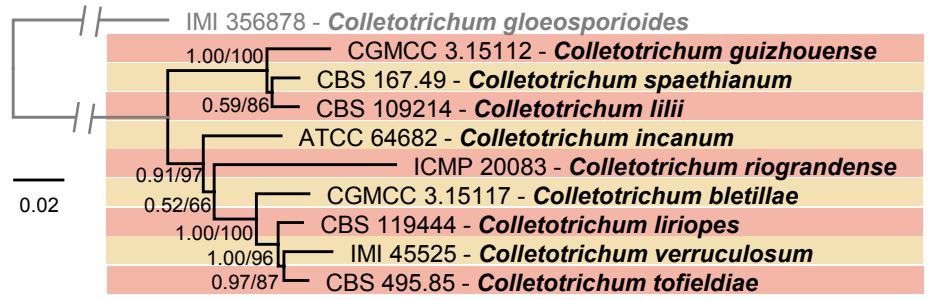 IMI 356878 - Colletotrichum gloeosporioides
CGMCC 3.15112 - Colletotrichum guizhouense
1.00/100
CBS 167.49 - Colletotrichum spaethianum
0.59/86
CBS 109214 - Colletotrichum lilii
ATCC 64682 - Colletotrichum incanum
ICMP 20083 - Colletotrichum riograndense
0.91/97
CGMCC 3.15117 - Colletotrichum bletillae
0.02
0.52/66
CBS 119444 - Colletotrichum liriopes
1.00/100
IMI 45525 - Colletotrichum verruculosum
1.00/96
CBS 495.85 - Colletotrichum tofieldiae
0.97/87